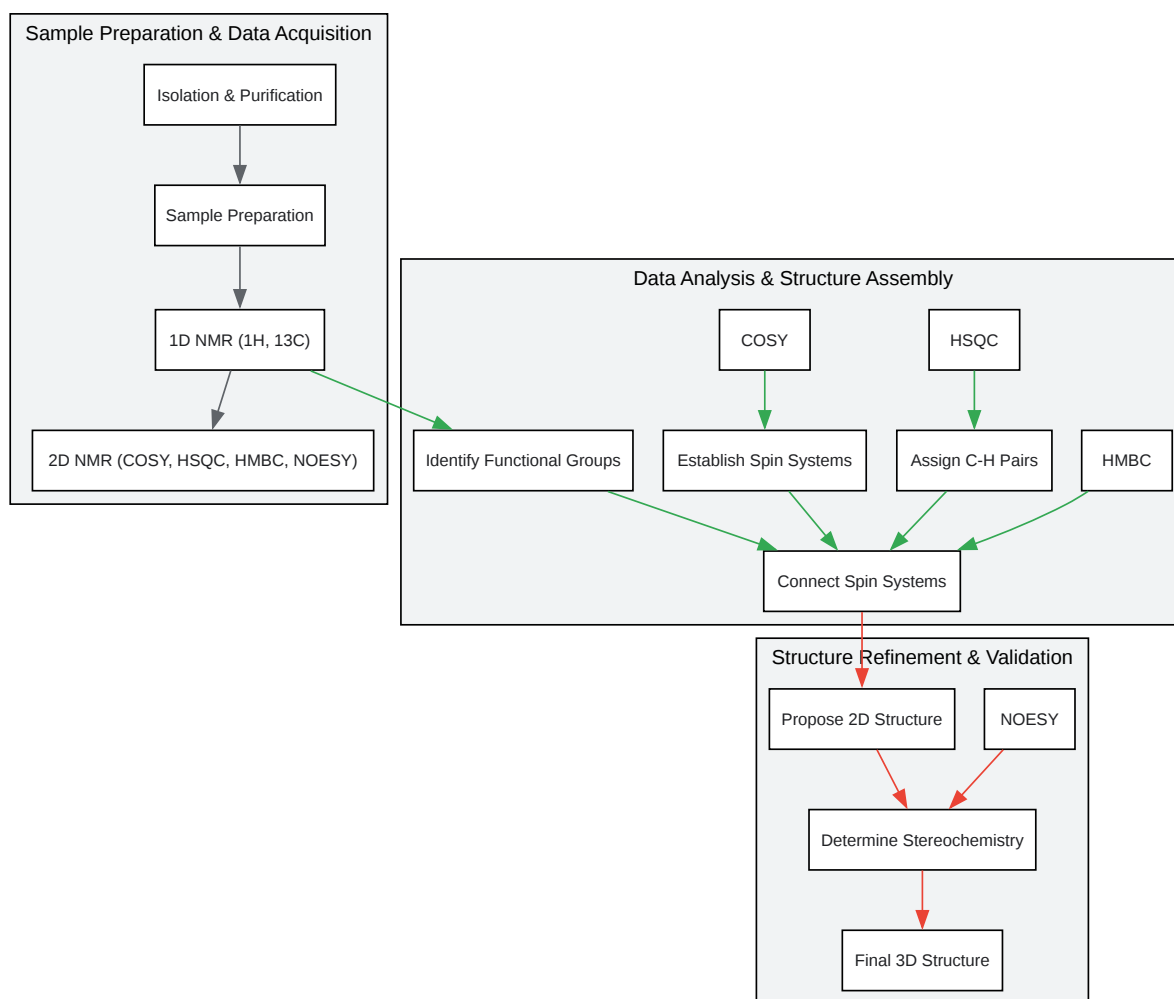 Sample Preparation & Data Acquisition
Isolation & Purification
Sample Preparation
1D NMR (1H, 13C)
2D NMR (COSY, HSQC, HMBC, NOESY)
Data Analysis & Structure Assembly
COSY
HSQC
Identify Functional Groups
Establish Spin Systems
Assign C-H Pairs
HMBC
Connect Spin Systems
Structure Refinement & Validation
Propose 2D Structure
NOESY
Determine Stereochemistry
Final 3D Structure